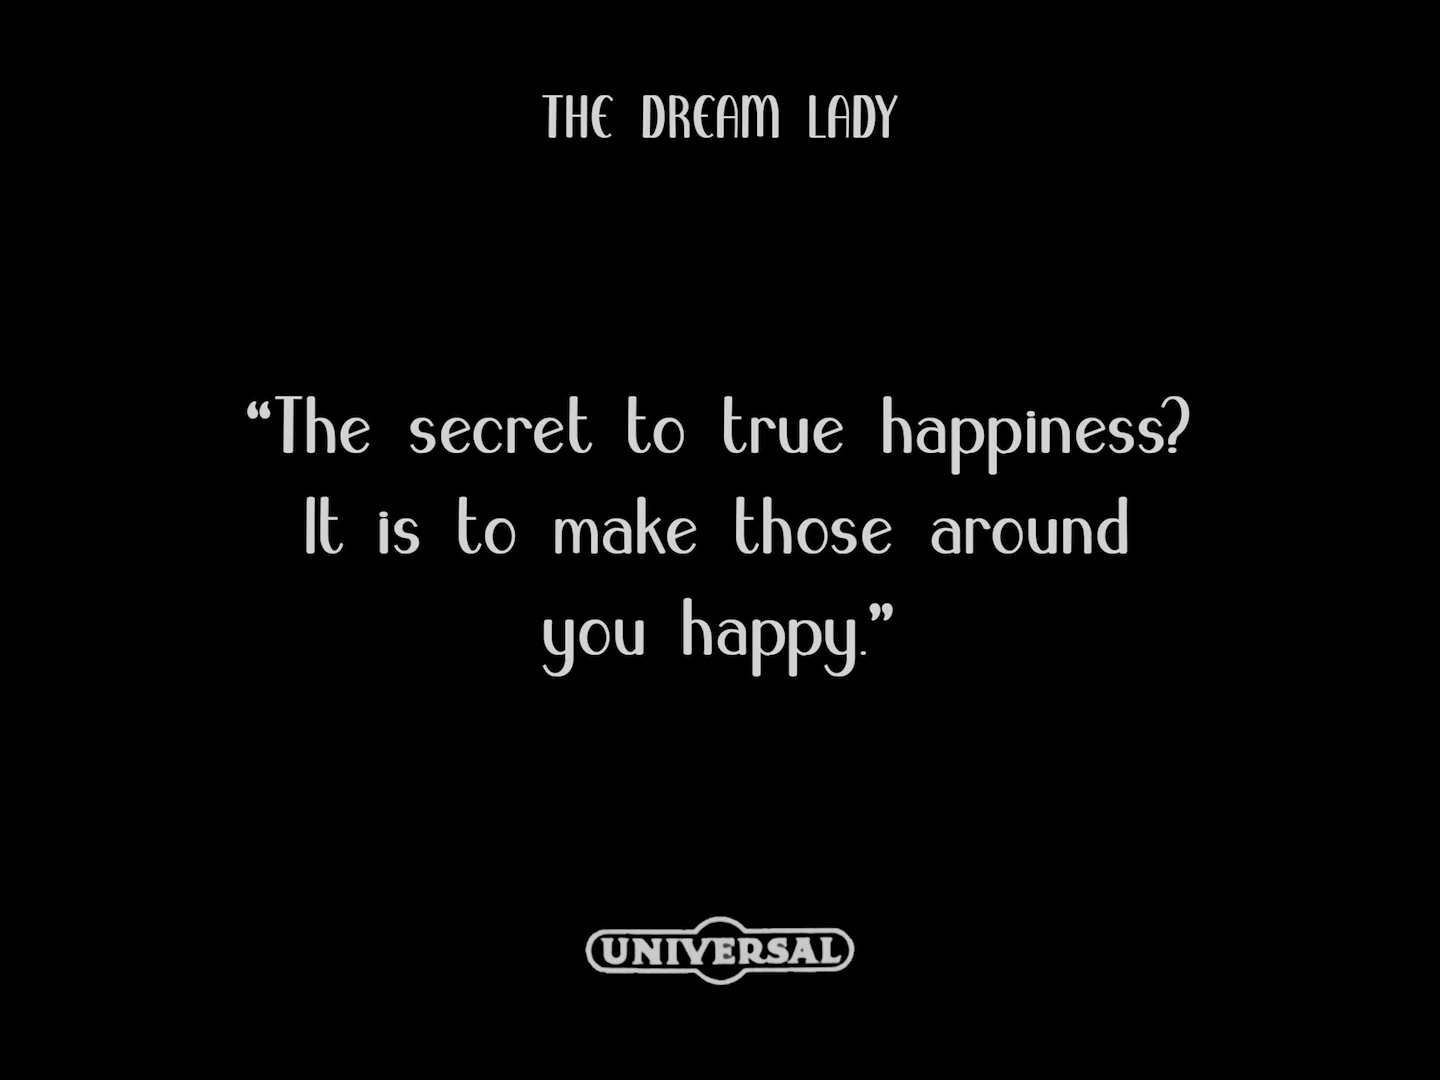 THE DREAM LADY
“The secret to true happiness?
It is to make those around
you happy.”
UNIVERSAL